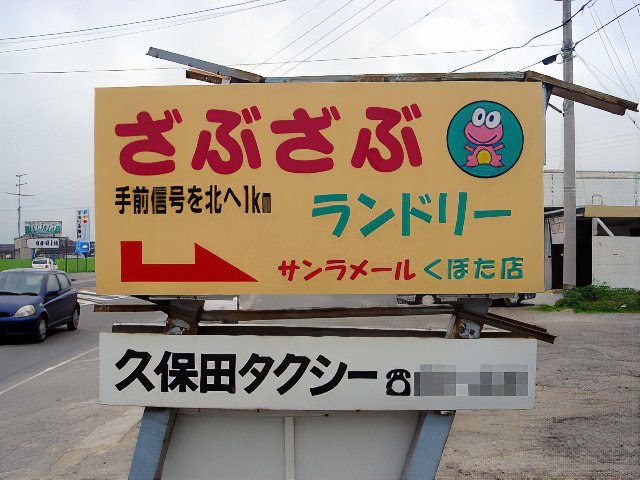 ざぶざぶ
手前信号を北へ1km
ランドリー
サンラメール くぼた店
久保田タクシー ☎